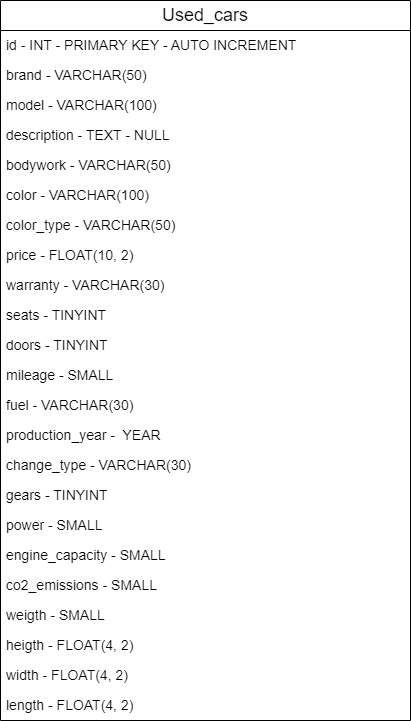 Used_cars
id - INT - PRIMARY KEY - AUTO INCREMENT
brand - VARCHAR(50)
model - VARCHAR(100)
description - TEXT - NULL
bodywork - VARCHAR(50)
color - VARCHAR(100)
color_type - VARCHAR(50)
price - FLOAT(10, 2)
warranty - VARCHAR(30)
seats - TINYINT
doors - TINYINT
mileage - SMALL
fuel - VARCHAR(30)
production_year -  YEAR
change_type - VARCHAR(30)
gears - TINYINT
power - SMALL
engine_capacity - SMALL
co2_emissions - SMALL
weigth - SMALL
heigth - FLOAT(4, 2)
width - FLOAT(4, 2)
length - FLOAT(4, 2)